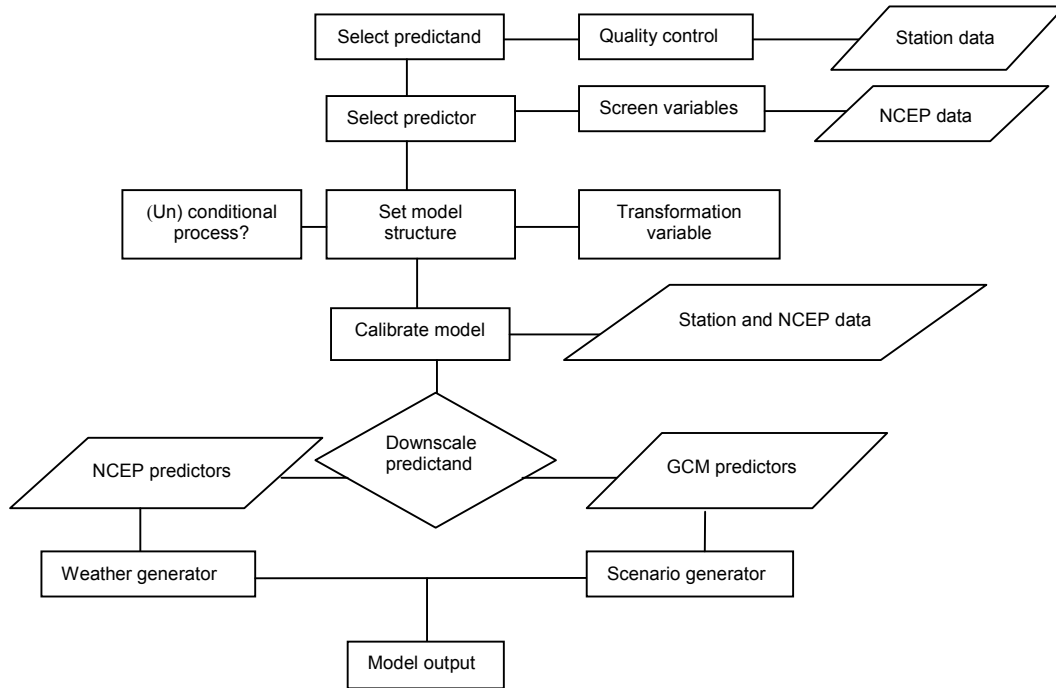 Select predictand
Quality control
Station data
Select predictor
Screen variables
NCEP data
(Un) conditional
process?
Set model
structure
Transformation
variable
Calibrate model
Station and NCEP data
Downscale
predictand
NCEP predictors
GCM predictors
Weather generator
Scenario generator
Model output